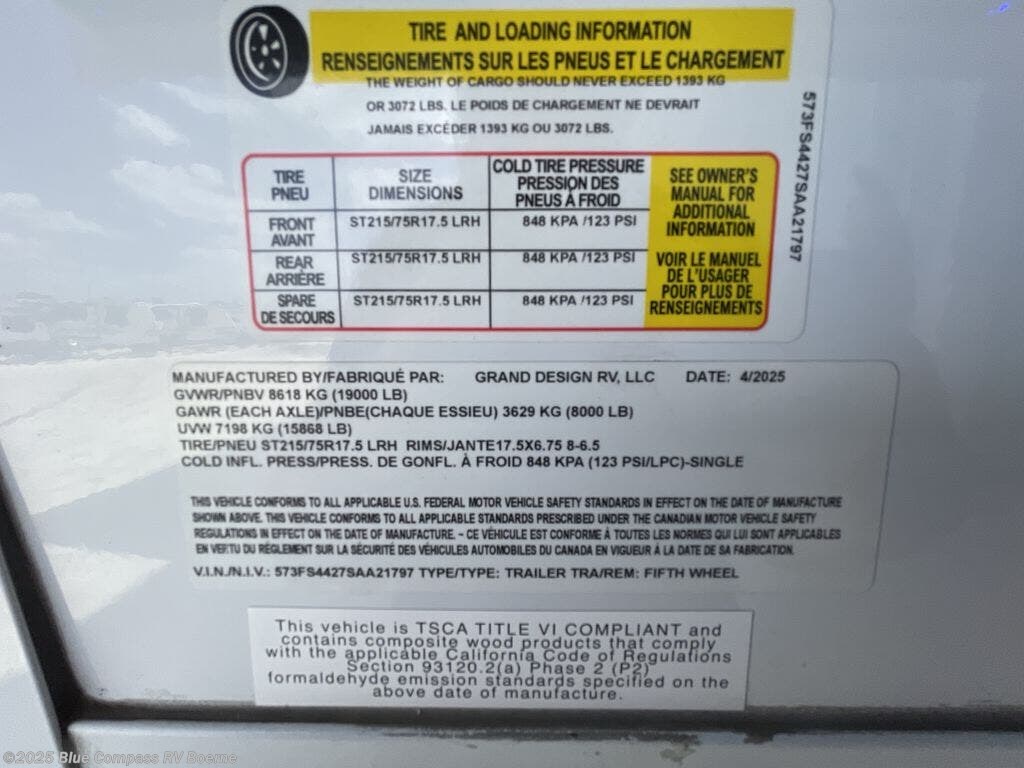 TIRE AND LOADING INFORMATION
RENSEIGNEMENTS SUR LES PNEUS ET LE CHARGEMENT
THE WEIGHT OF CARGO SHOULD NEVER EXCEED 1393 KG
OR 3072 LBS. LE POIDS DE CHARGEMENT NE DEVRAIT
JAMAIS EXCÉDER 1393 KG OU 3072 LBS.
573FS4427SAA21797
TIRE
PNEU
SIZE
DIMENSIONS
COLD TIRE PRESSURE
PRESSION DES
PNEUS À FROID
FRONT
AVANT
ST215/75R17.5 LRH
848 KPA /123 PSI
REAR
ARRIÈRE
ST215/75R17.5 LRH
848 KPA /123 PSI
SPARE
DE SECOURS
ST215/75R17.5 LRH
848 KPA /123 PSI
SEE OWNER'S
MANUAL FOR
ADDITIONAL
INFORMATION
VOIR LE MANUEL
DE L'USAGER
POUR PLUS DE
RENSEIGNEMENTS
MANUFACTURED BY/FABRIQUÉ PAR: GRAND DESIGN RV, LLC DATE: 4/2025
GVWR/PNBV 8618 KG (19000 LB)
GAWR (EACH AXLE)/PNBE(CHAQUE ESSIEU) 3629 KG (8000 LB)
UVW 7198 KG (15868 LB)
TIRE/PNEU ST215/75R17.5 LRH RIMS/JANTE17.5X6.75 8-6.5
COLD INFL. PRESS/PRESS. DE GONFL. À FROID 848 KPA (123 PSI/LPC)-SINGLE
THIS VEHICLE CONFORMS TO ALL APPLICABLE U.S. FEDERAL MOTOR VEHICLE SAFETY STANDARDS IN EFFECT ON THE DATE OF MANUFACTURE
SHOWN ABOVE. THIS VEHICLE CONFORMS TO ALL APPLICABLE STANDARDS PRESCRIBED UNDER THE CANADIAN MOTOR VEHICLE SAFETY
REGULATIONS IN EFFECT ON THE DATE OF MANUFACTURE. - CE VÉHICULE EST CONFORME À TOUTES LES NORMES QUI LUI SONT APPLICABLES
EN VERTU DU RÈGLEMENT SUR LA SÉCURITÉ DES VÉHICULES AUTOMOBILES DU CANADA EN VIGUEUR À LA DATE DE SA FABRICATION.
V.I.N./N.I.V.: 573FS4427SAA21797 TYPE/TYPE: TRAILER TRA/REM: FIFTH WHEEL
This vehicle is TSCA TITLE VI COMPLIANT and
contains composite wood products that comply
with the applicable California Code of Regulations
Section 93120.2(a) Phase 2 (P2)
formaldehyde emission standards specified on the
above date of manufacture.
©2025 Blue Compass RV Boerne